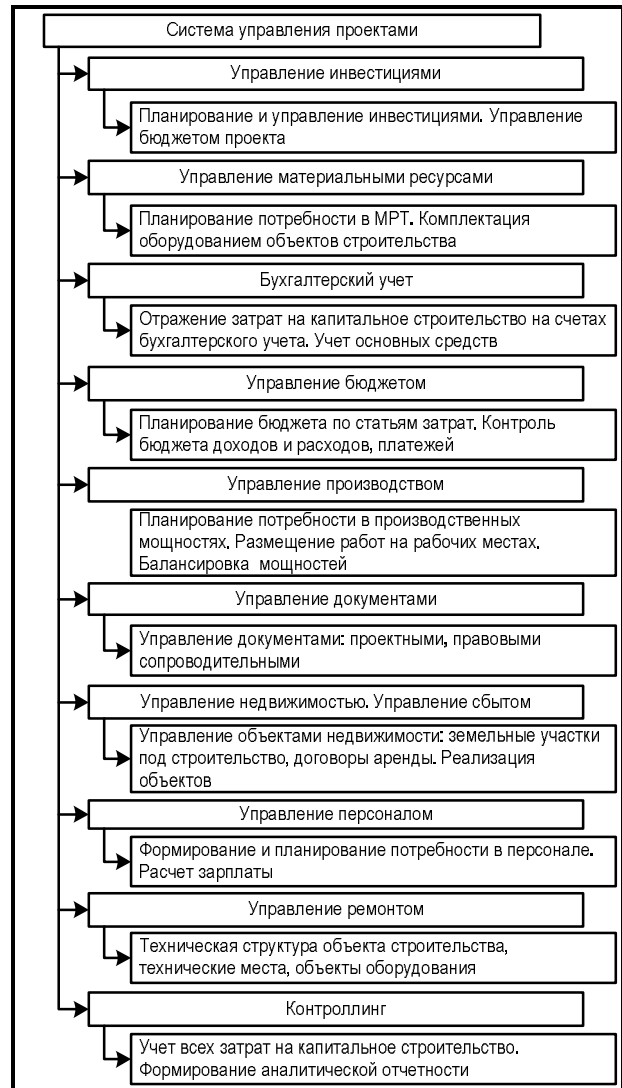 Система управления проектами
Управление инвестициями
Планирование и управление инвестициями. Управление
бюджетом проекта
Управление материальными ресурсами
Планирование потребности в МРТ. Комплектация
оборудованием объектов строительства
Бухгалтерский учет
Отражение затрат на капитальное строительство на счетах
бухгалтерского учета. Учет основных средств
Управление бюджетом
Планирование бюджета по статьям затрат. Контроль
бюджета доходов и расходов, платежей
Управление производством
Планирование потребности в производственных
мощностях. Размещение работ на рабочих местах.
Балансировка мощностей
Управление документами
Управление документами: проектными, правовыми
сопроводительными
Управление недвижимостью. Управление сбытом
Управление объектами недвижимости: земельные участки
под строительство, договоры аренды. Реализация
объектов
Управление персоналом
Формирование и планирование потребности в персонале.
Расчет зарплаты
Управление ремонтом
Техническая структура объекта строительства,
технические места, объекты оборудования
Контроллинг
Учет всех затрат на капитальное строительство.
Формирование аналитической отчетности